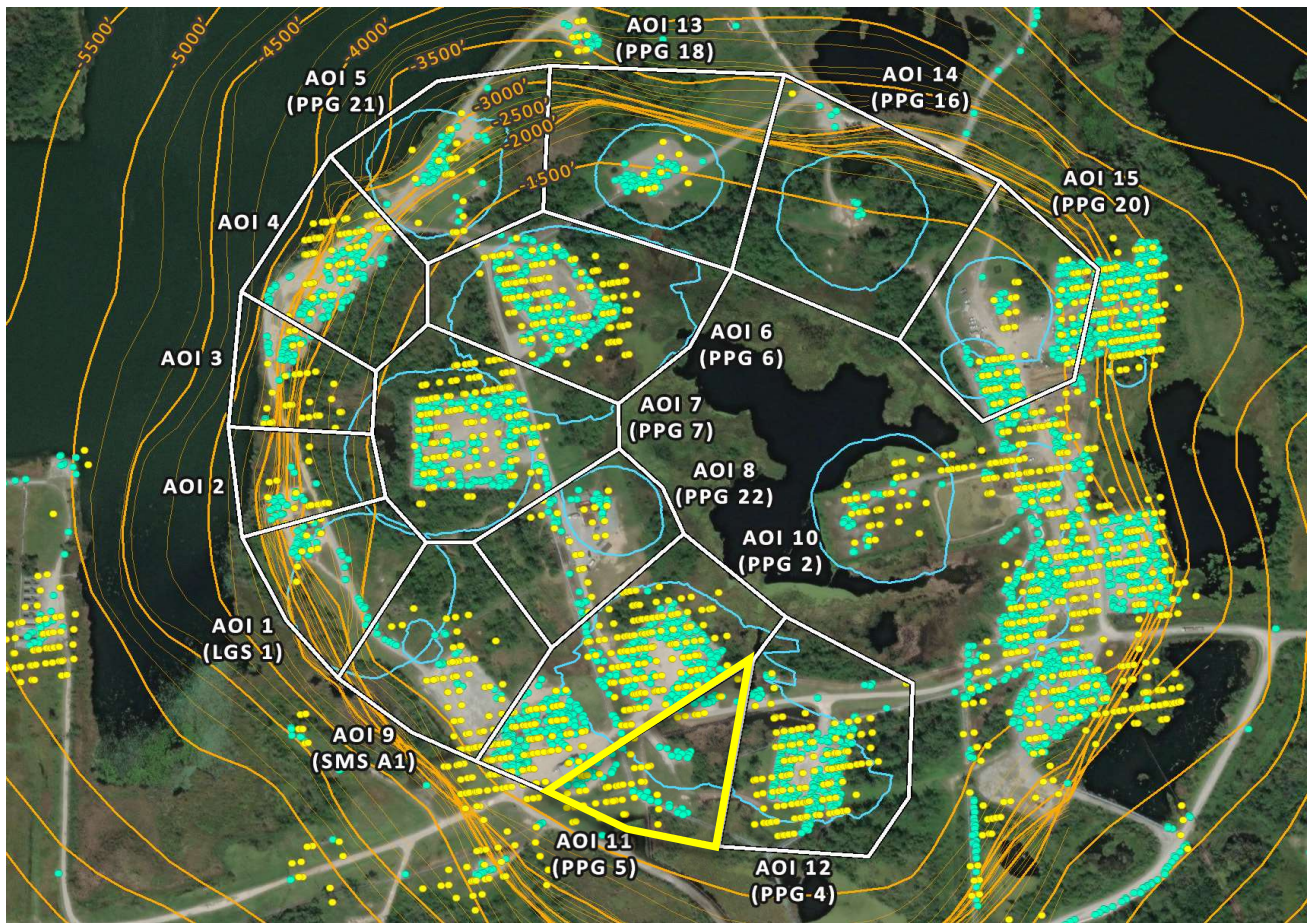 -5500'
-5000'
-4500'
-4000'
-3500'
-3000'
-2500'
-2000'
-1500'
AOI 13
(PPG 18)
AOI 5
(PPG 21)
AOI 14
(PPG 16)
AOI 15
(PPG 20)
AOI 4
AOI 6
(PPG 6)
AOI 3
AOI 7
(PPG 7)
AOI 2
AOI 8
(PPG 22)
AOI 10
(PPG 2)
AOI 1
(LGS 1)
AOI 9
(SMS A1)
AOI 11
(PPG 5)
AOI 12
(PPG 4)